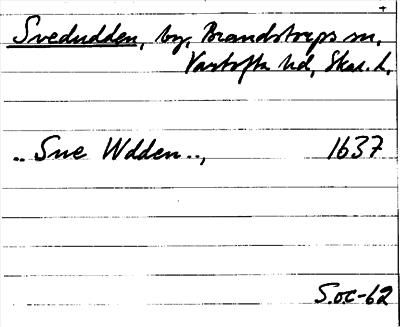 +
Svedudden, by, Brandstorps sn,
Vartofta hd, Skar. l.
.. Sue Wdden..,
1637
S.oc-62